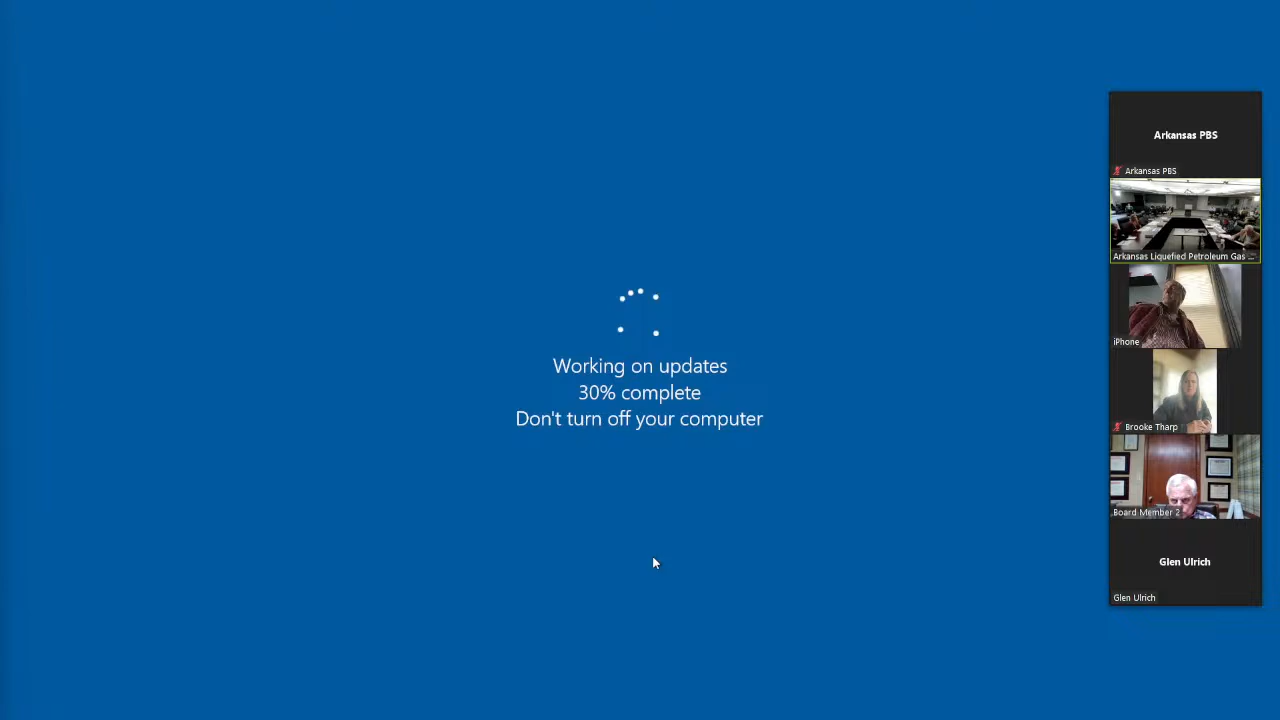 Working on updates
30% complete
Don't turn off your computer
Arkansas PBS
Arkansas PBS
Arkansas Liquefied Petroleum Gas ...
iPhone
Brooke Tharp
Board Member 2
Glen Ulrich
Glen Ulrich